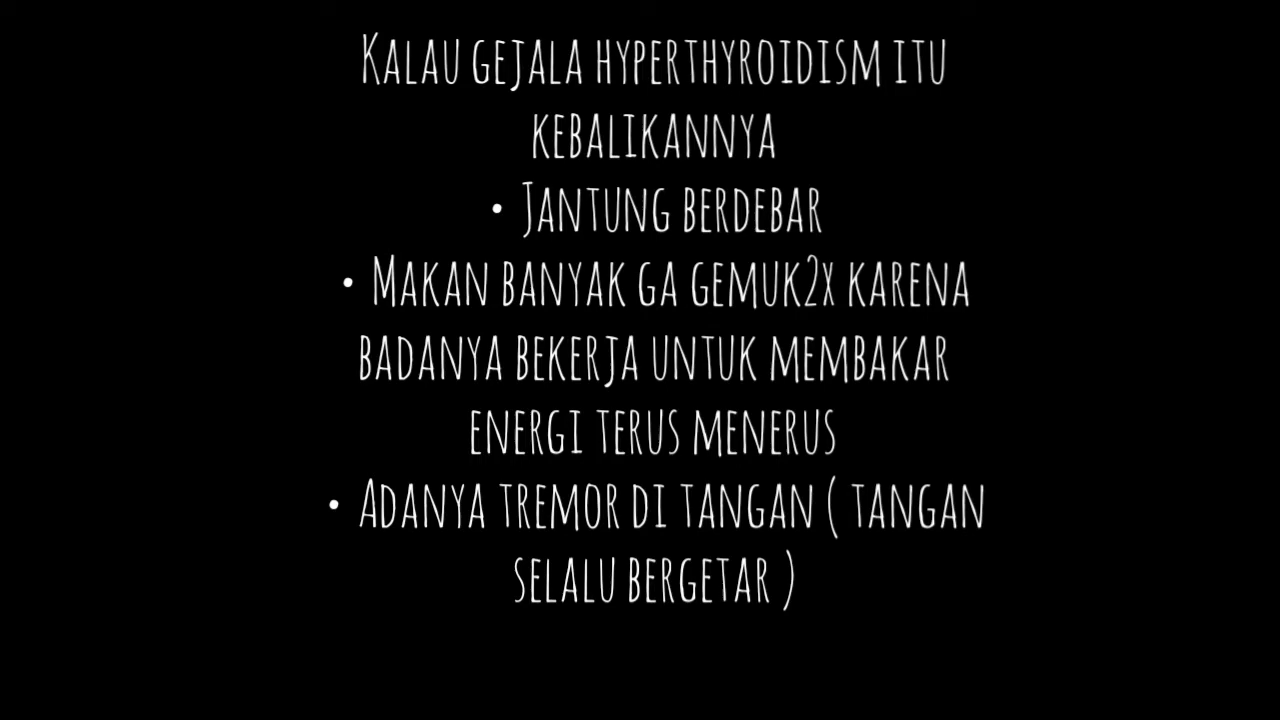 Kalau gejala hyperthyroidism itu
kebalikannya
• Jantung berdebar
• Makan banyak ga gemuk2x karena
badanya bekerja untuk membakar
energi terus menerus
• Adanya tremor di tangan ( tangan
selalu bergetar )